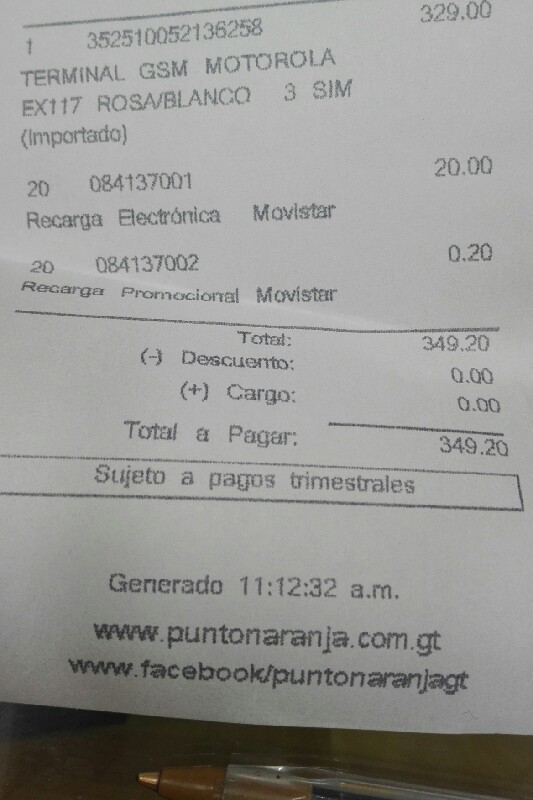 1 352510052136258 329.00
TERMINAL GSM MOTOROLA
EX117 ROSA/BLANCO 3 SIM
(Importado)
20 084137001 20.00
Recarga Electrónica Movistar
20 084137002 0.20
Recarga Promocional Movistar
Total: 349.20
(-) Descuento: 0.00
(+) Cargo: 0.00
Total a Pagar: 349.20
Sujeto a pagos trimestrales
Generado 11:12:32 a.m.
www.puntonaranja.com.gt
www.facebook/puntonaranjagt